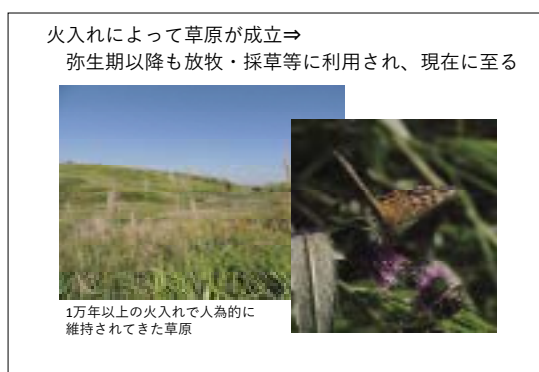 火入れによって草原が成立⇒
弥生期以降も放牧・採草等に利用され、現在に至る
1万年以上の火入れで人為的に
維持されてきた草原